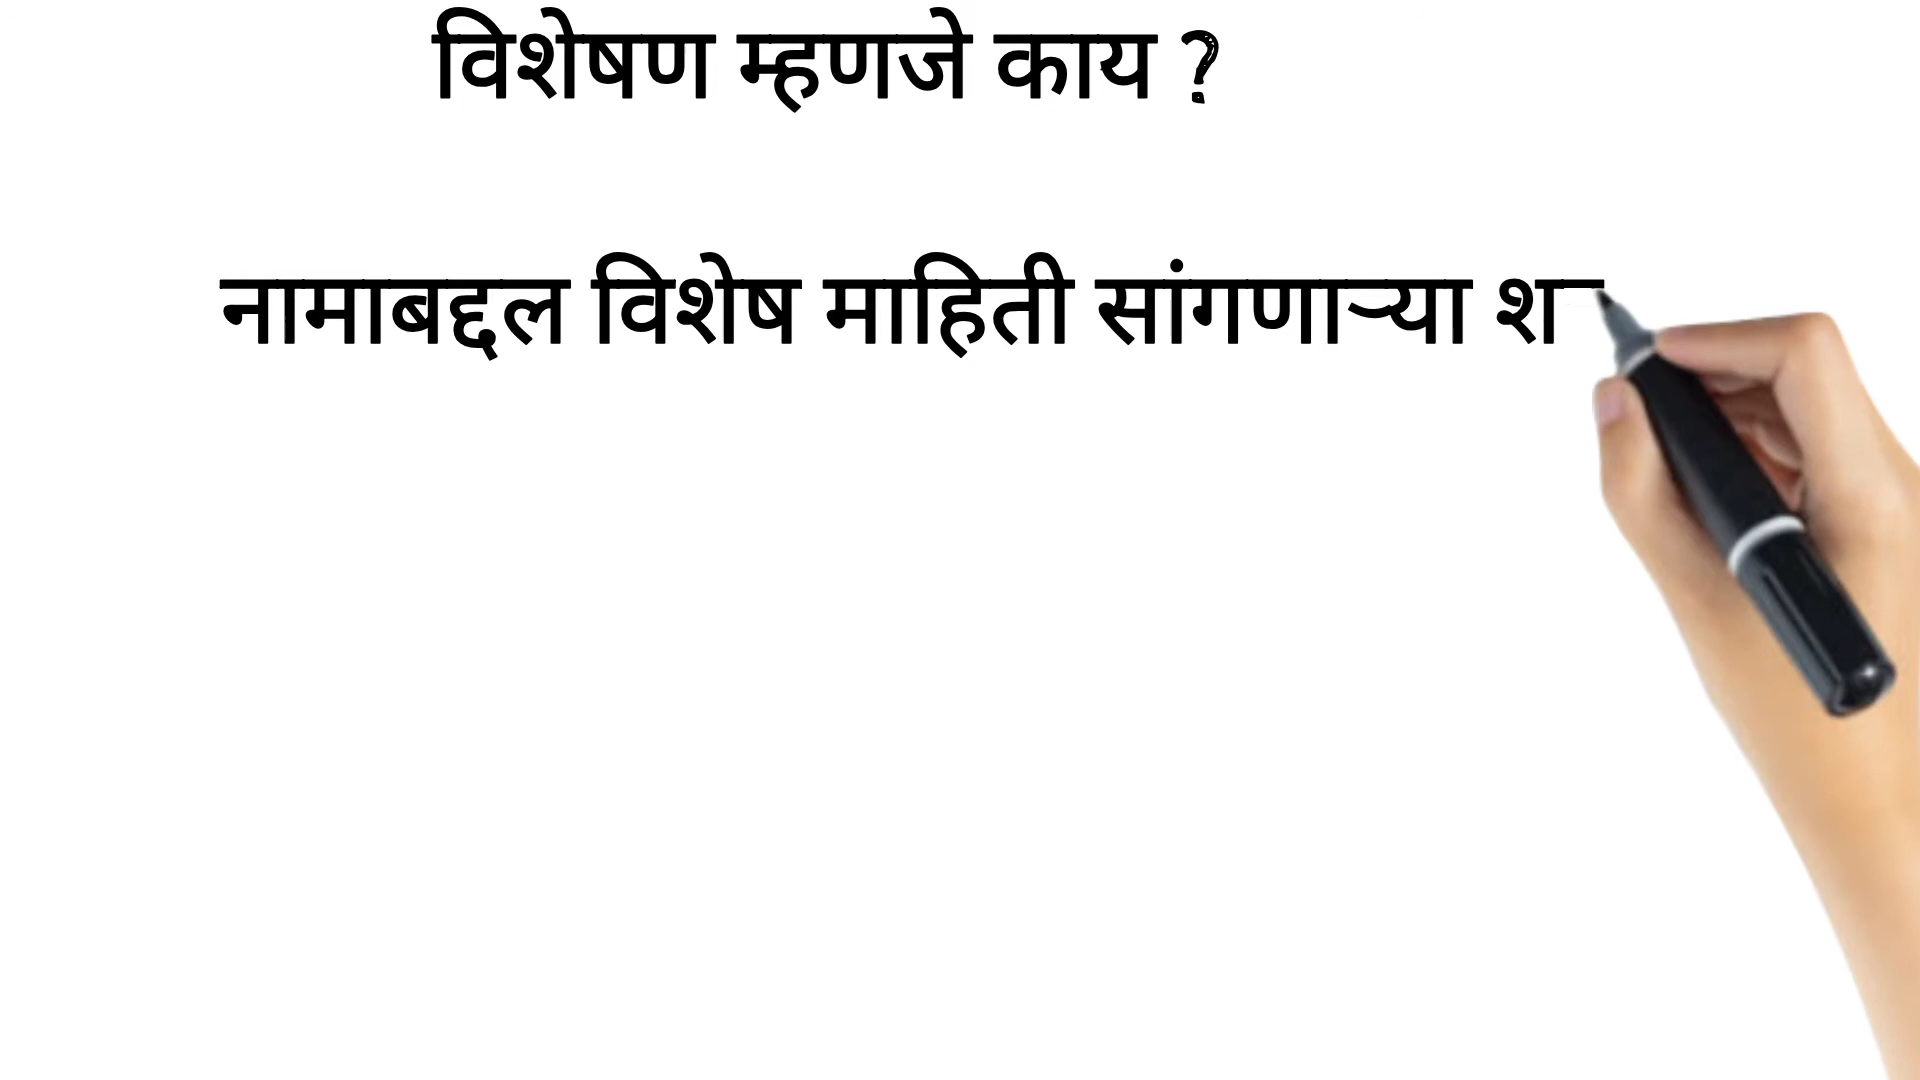 विशेषण म्हणजे काय ?
नामाबद्दल विशेष माहिती सांगणाऱ्या श